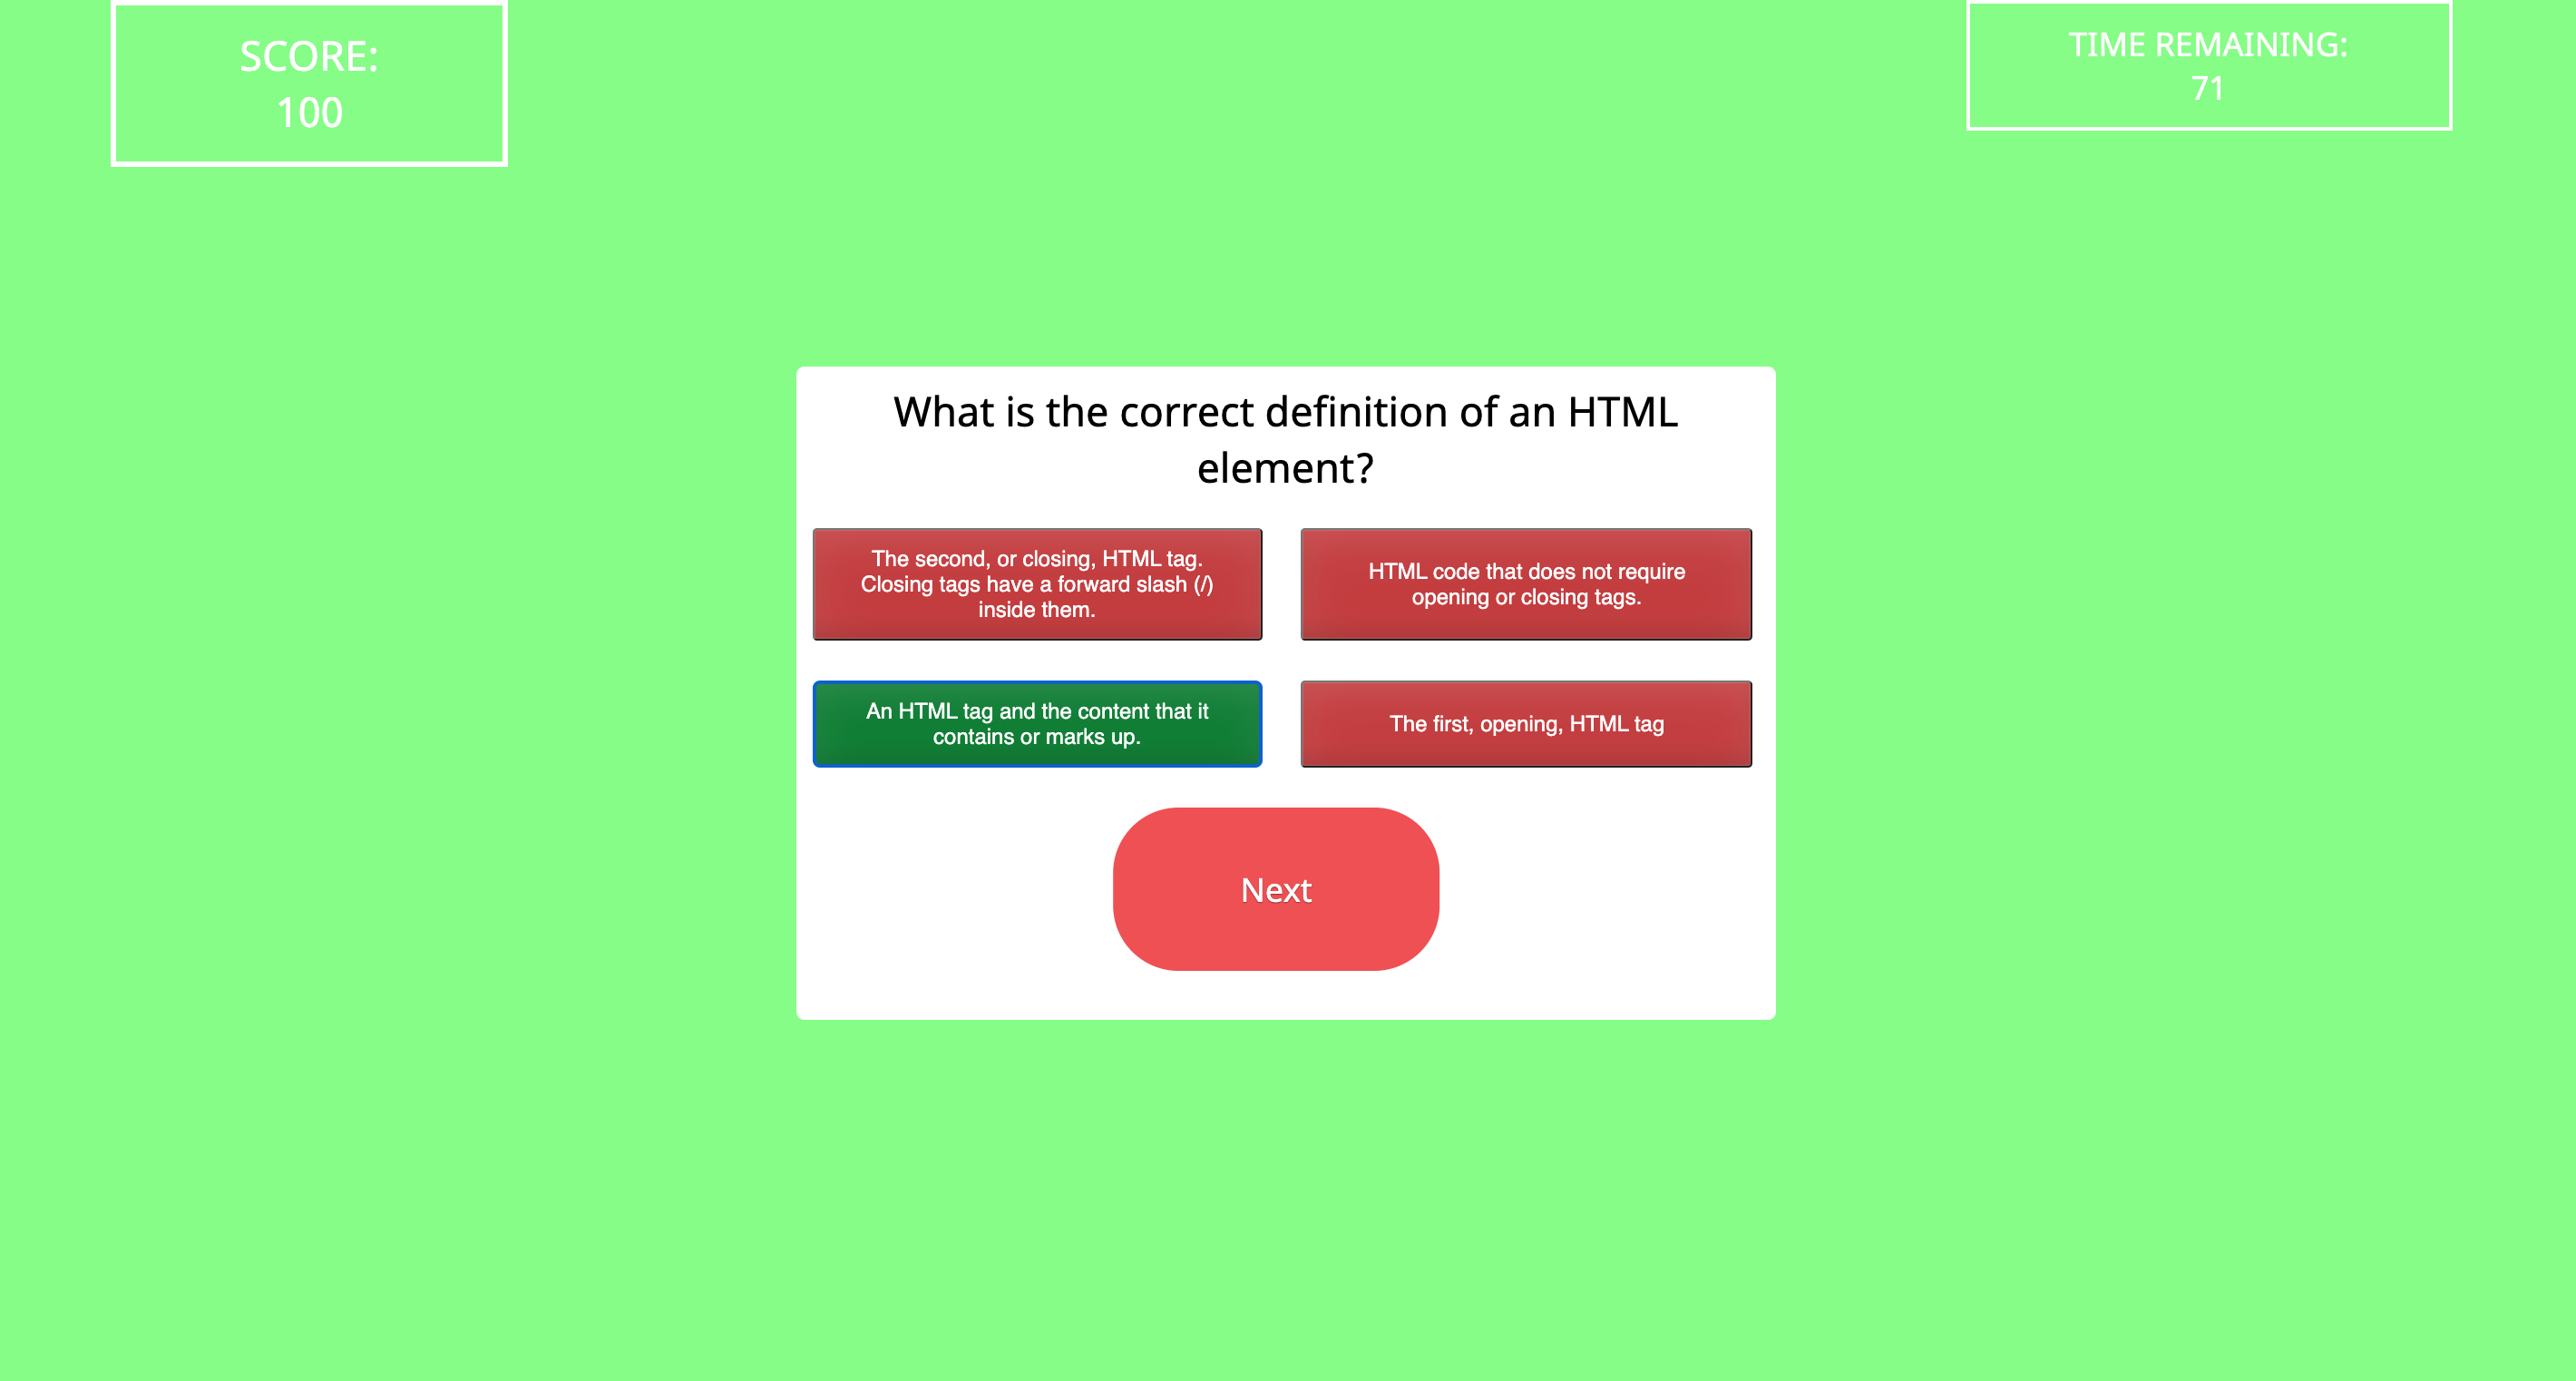 SCORE:
100
TIME REMAINING:
71
What is the correct definition of an HTML
element?
The second, or closing, HTML tag.
Closing tags have a forward slash (/)
inside them.
HTML code that does not require
opening or closing tags.
An HTML tag and the content that it
contains or marks up.
The first, opening, HTML tag
Next